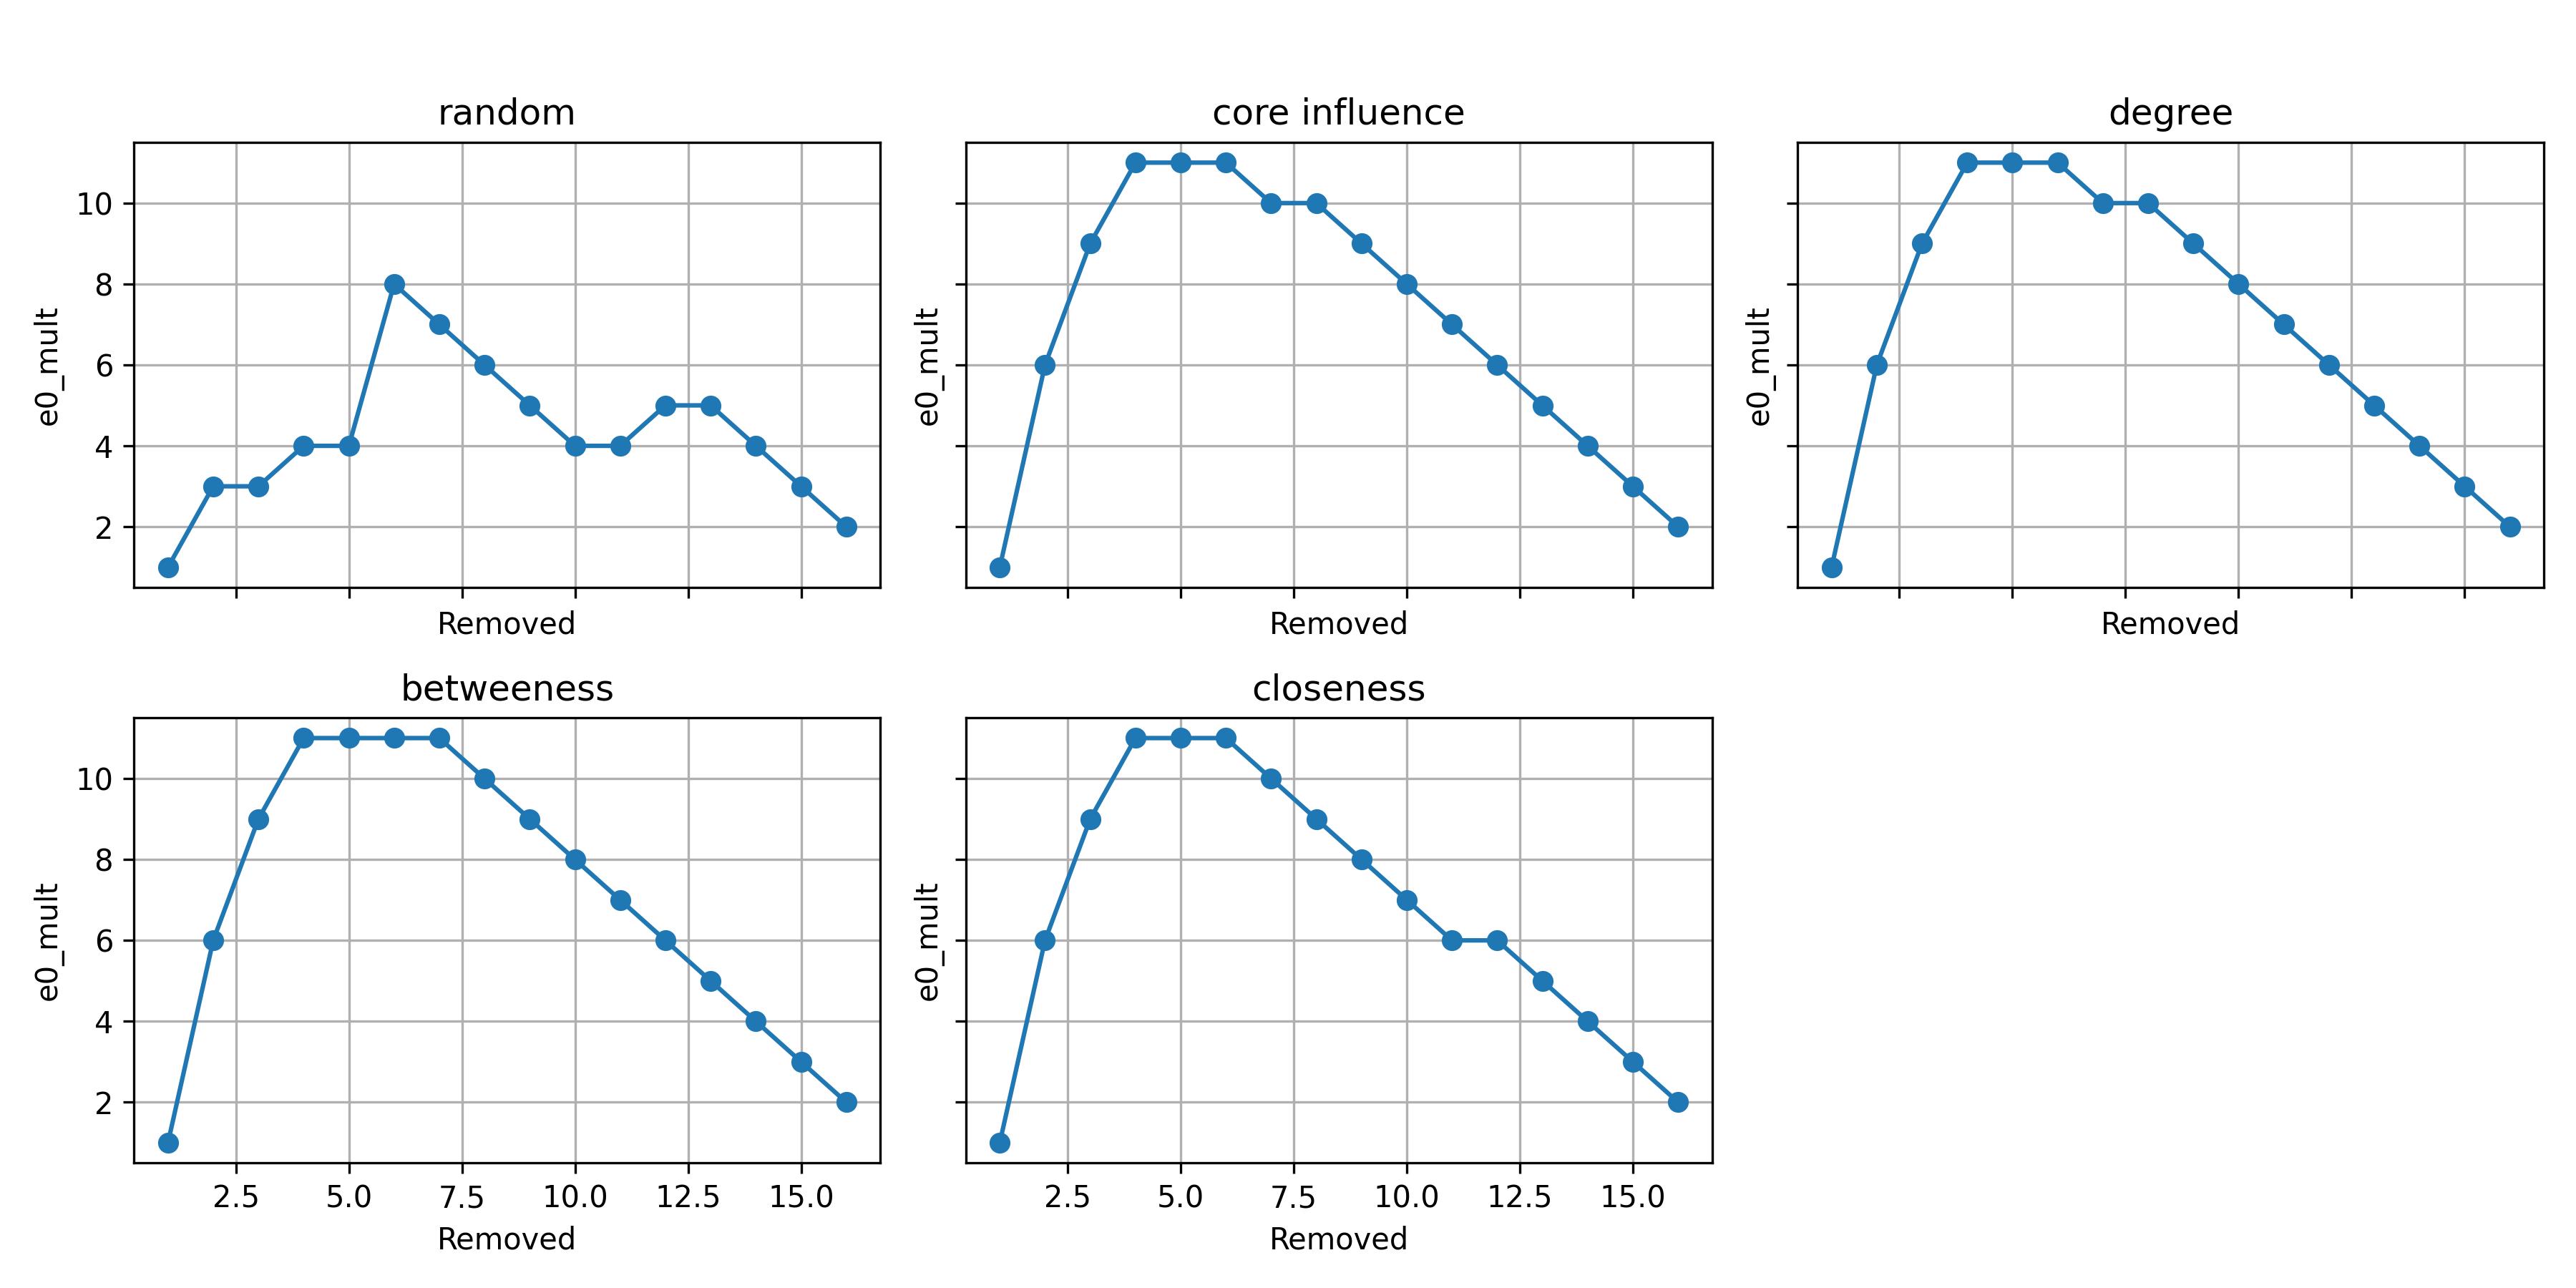 random
core influence
degree
e0_mult
10
8
6
4
2
Removed
e0_mult
Removed
e0_mult
Removed
betweeness
closeness
e0_mult
10
8
6
4
2
2.5 5.0 7.5 10.0 12.5 15.0
Removed
e0_mult
2.5 5.0 7.5 10.0 12.5 15.0
Removed